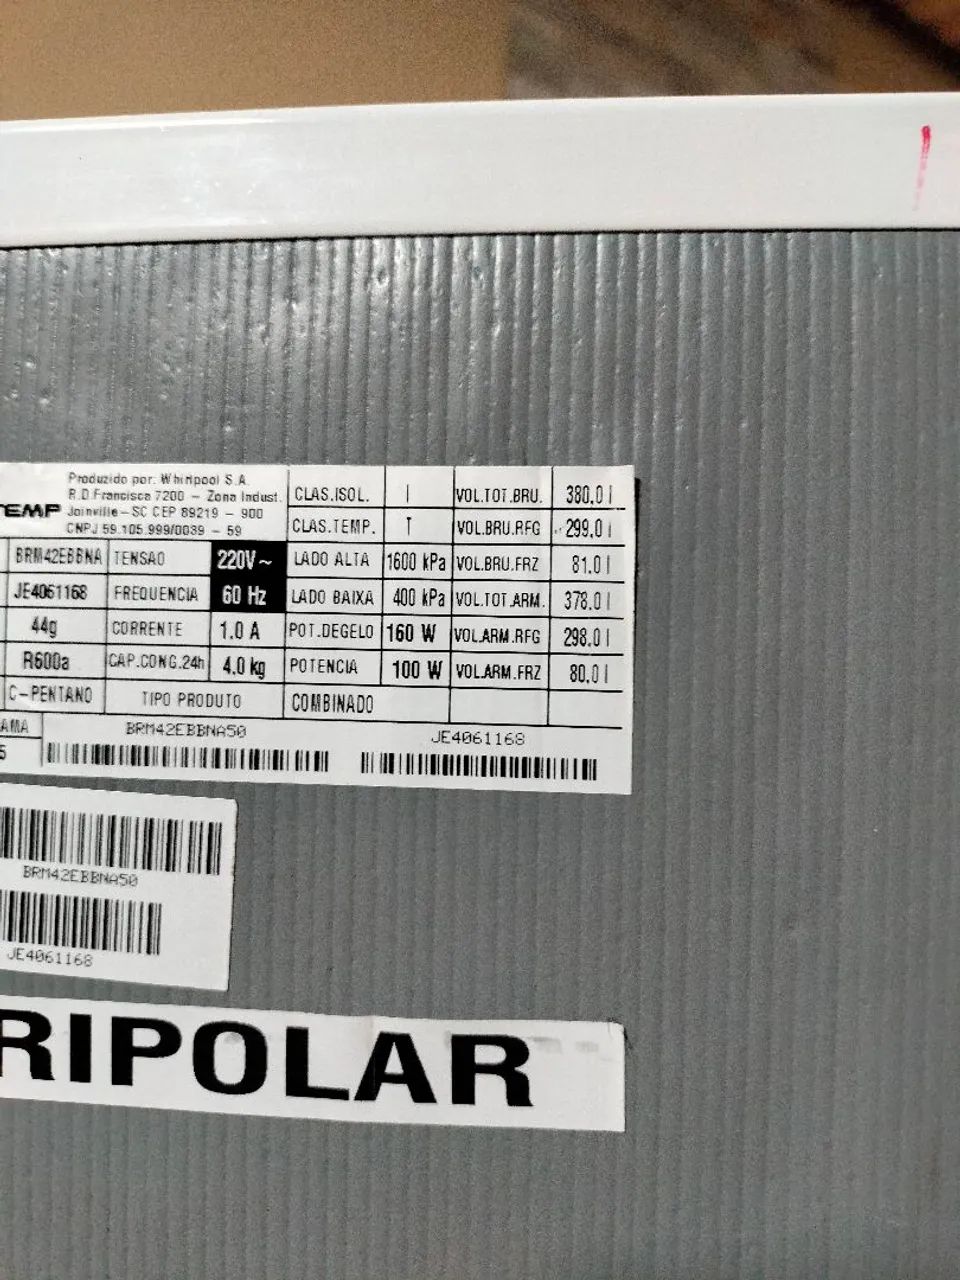 TEMP
Produzido por: Whirlpool S.A.
R.D.Francisca 7200 - Zona Indust.
Joinville-SC CEP 89219 - 900
CNPJ 59.105.999/0039 - 59
CLAS.ISOL. I VOL.TOT.BRU. 380,0 l
CLAS.TEMP. T VOL.BRU.RFG 299,0 l
BRM42EBBNA TENSAO 220V~ LADO ALTA 1600 kPa VOL.BRU.FRZ 81,0 l
JE4061168 FREQUENCIA 60 Hz LADO BAIXA 400 kPa VOL.TOT.ARM. 378,0 l
44g CORRENTE 1.0 A POT.DEGELO 160 W VOL.ARM.RFG 298,0 l
R600a CAP.CONG.24h 4.0 kg POTENCIA 100 W VOL.ARM.FRZ 80,0 l
C-PENTANO TIPO PRODUTO COMBINADO
AMA
5
BRM42EBBNA50 JE4061168
BRM42EBBNA50
JE4061168
RIPOLAR